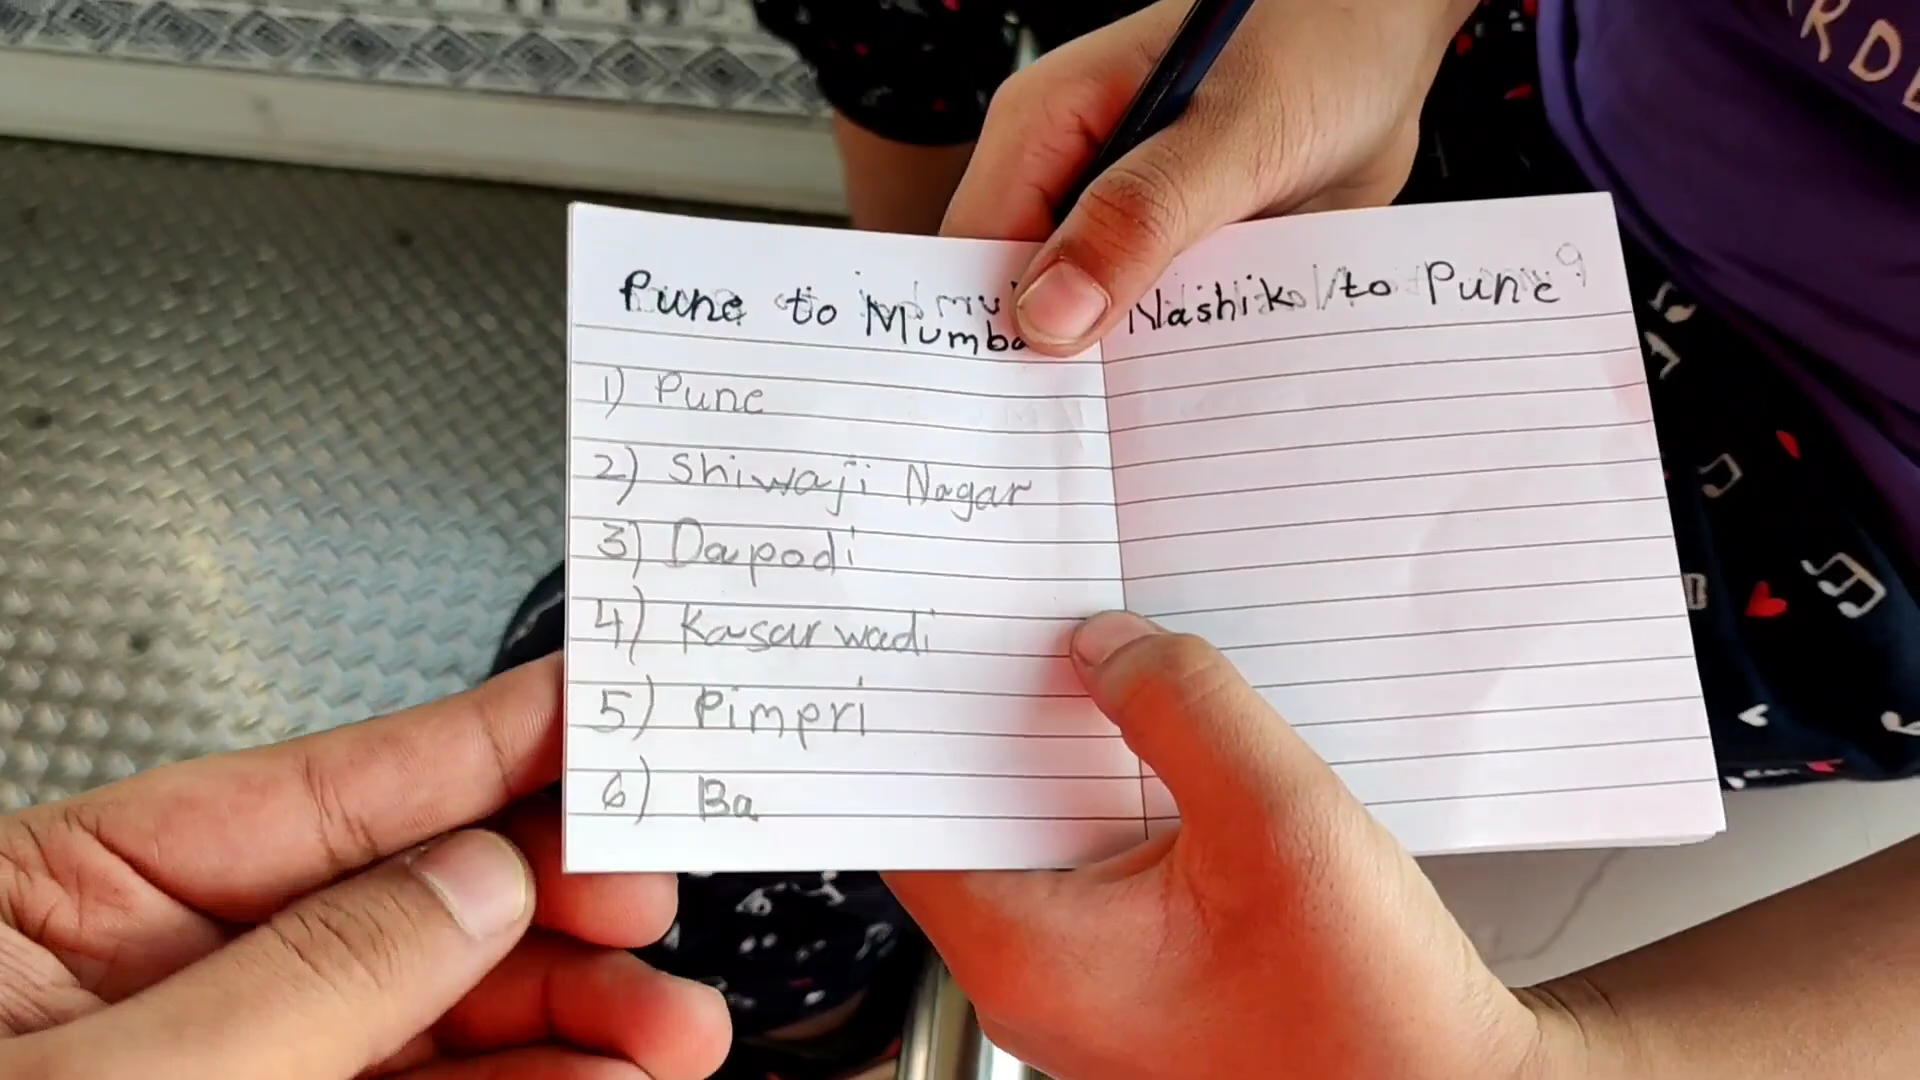 Pune to
Mumba
1) Pune
2) Shiwaji Nagar
3) Dapodi
4) Kasarwadi
5) Pimpri
6) Ba
Nashik to Pune